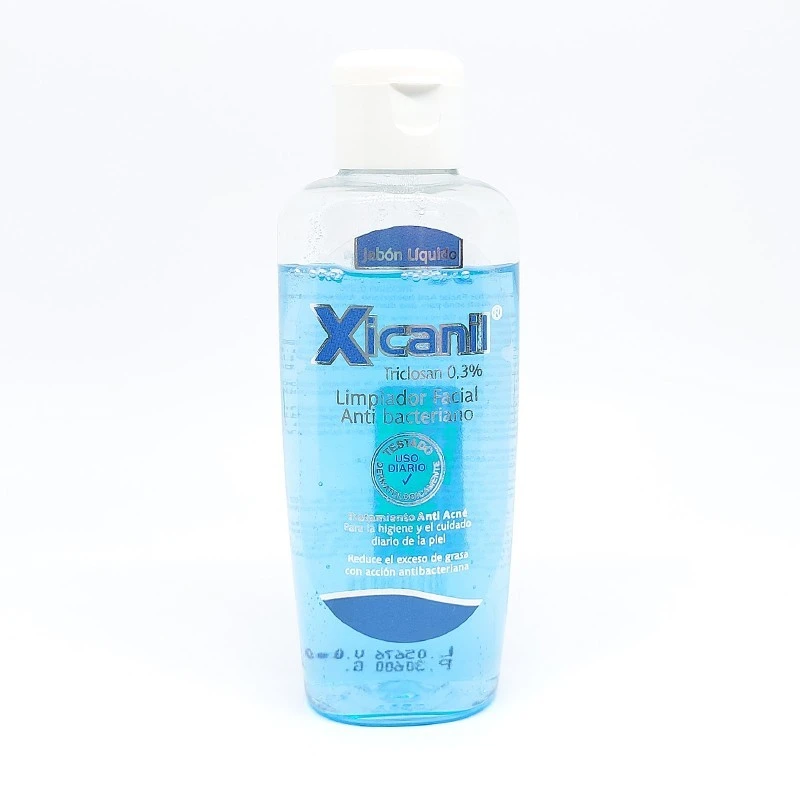 Jabón Líquido
Xicanil®
Triclosan 0,3%
Limpiador Facial
Anti bacteriano
TESTADO
USO
DIARIO
DERMATOLOGICAMENTE
Tratamiento Anti Acné
Para la higiene y el cuidado
diario de la piel
Reduce el exceso de grasa
con acción antibacteriana